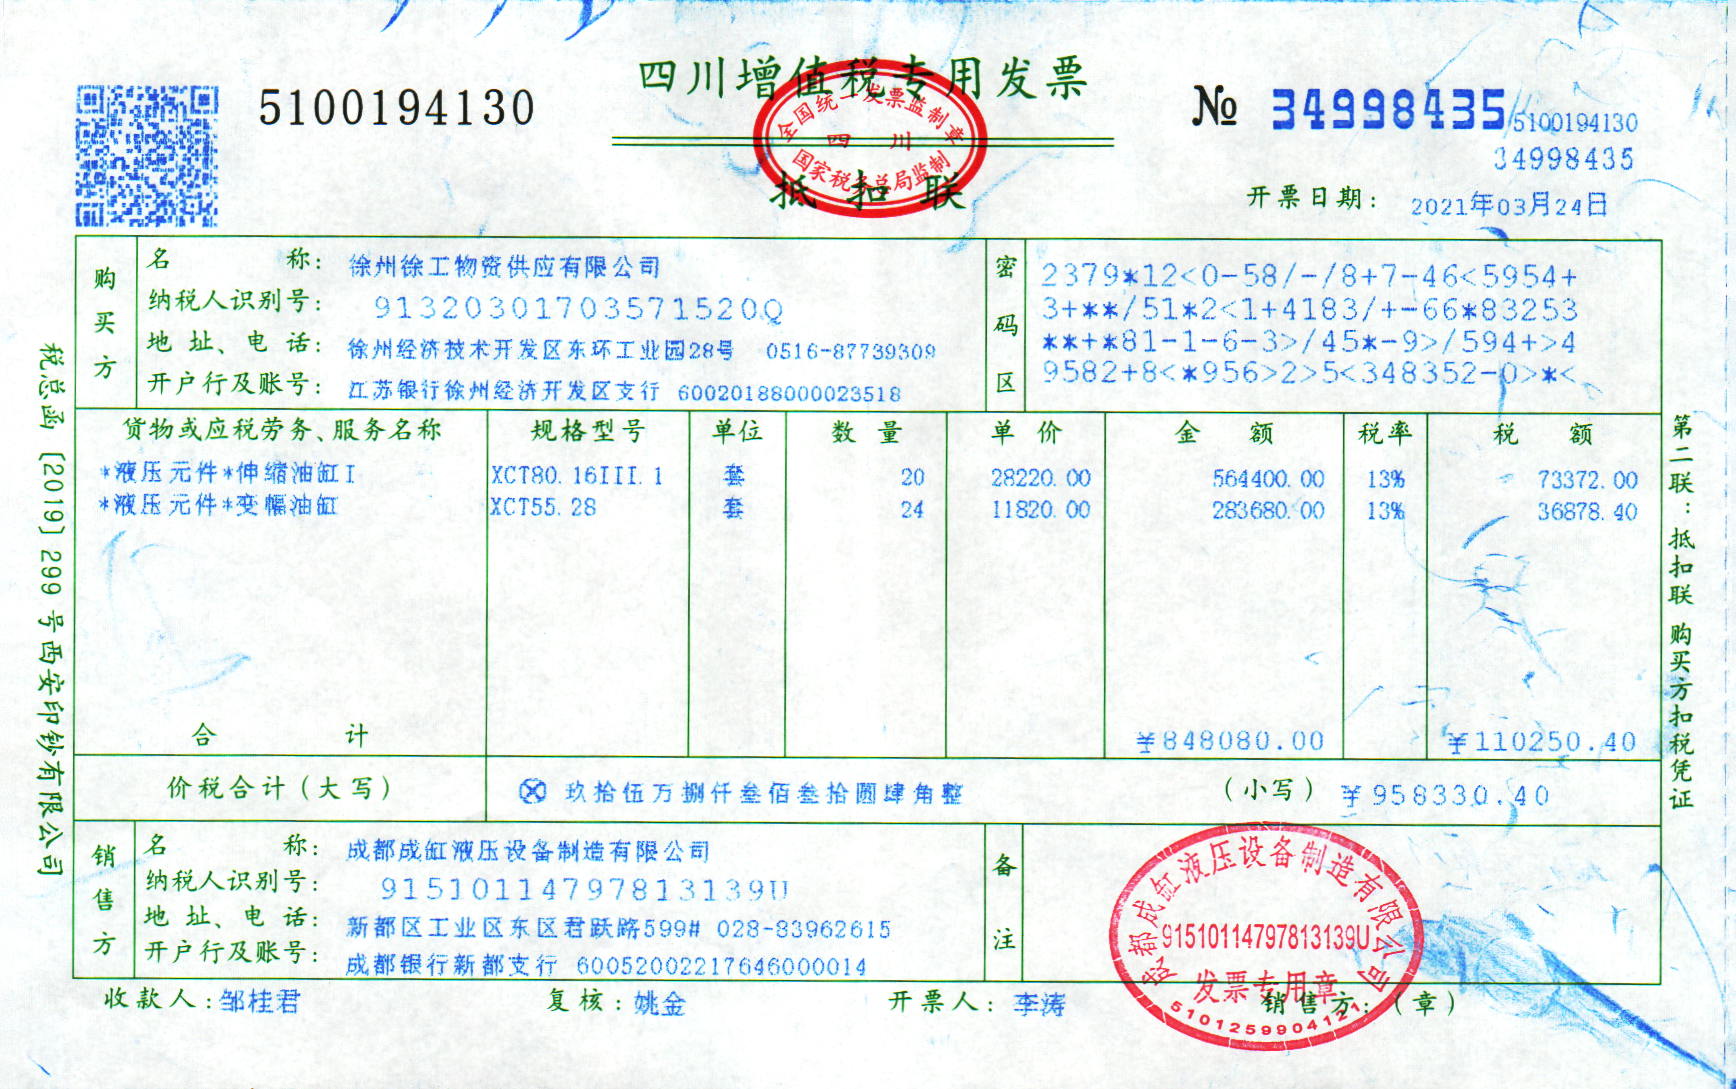 四川增值税专用发票
5100194130
№ 34998435
5100194130
34998435
全国统一发票监制章
四川
国家税务总局监制
抵扣联
开票日期： 2021年03月24日
购买方
名称： 徐州徐工物资供应有限公司
纳税人识别号： 91320301703571520Q
地址、电话： 徐州经济技术开发区东环工业园28号 0516-87739309
开户行及账号： 江苏银行徐州经济开发区支行 60020188000023518
密码区
2379*12<0-58/-/8+7-46<5954+
3+**/51*2<1+4183/+-66*83253
**+*81-1-6-3>/45*-9>/594+>4
9582+8<*956>2>5<348352-0>*<
货物或应税劳务、服务名称 规格型号 单位 数量 单价 金额 税率 税额
*液压元件*伸缩油缸I XCT80.16III.1 套 20 28220.00 564400.00 13% 73372.00
*液压元件*变幅油缸 XCT55.28 套 24 11820.00 283680.00 13% 36878.40
合计 ¥848080.00 ¥110250.40
价税合计（大写） ⊗ 玖拾伍万捌仟叁佰叁拾圆肆角整 （小写） ¥958330.40
销售方
名称： 成都成缸液压设备制造有限公司
纳税人识别号： 91510114797813139U
地址、电话： 新都区工业区东区君跃路599# 028-83962615
开户行及账号： 成都银行新都支行 60052002217646000014
备注
成都成缸液压设备制造有限公司
91510114797813139U
发票专用章
5101259904121
收款人：邹桂君 复核：姚金 开票人：李涛 销售方：（章）
税总函〔2019〕299号西安印钞有限公司
第二联：抵扣联 购买方扣税凭证